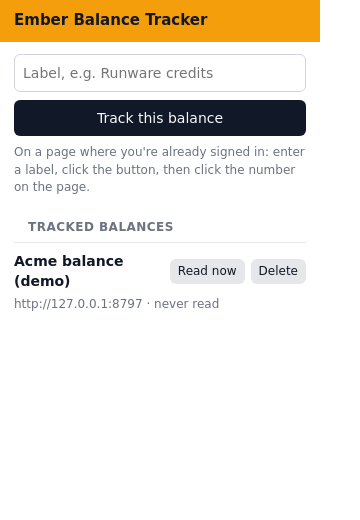 Ember Balance Tracker
Label, e.g. Runware credits
Track this balance
On a page where you're already signed in: enter
a label, click the button, then click the number
on the page.
TRACKED BALANCES
Acme balance
(demo)
Read now
Delete
http://127.0.0.1:8797 · never read